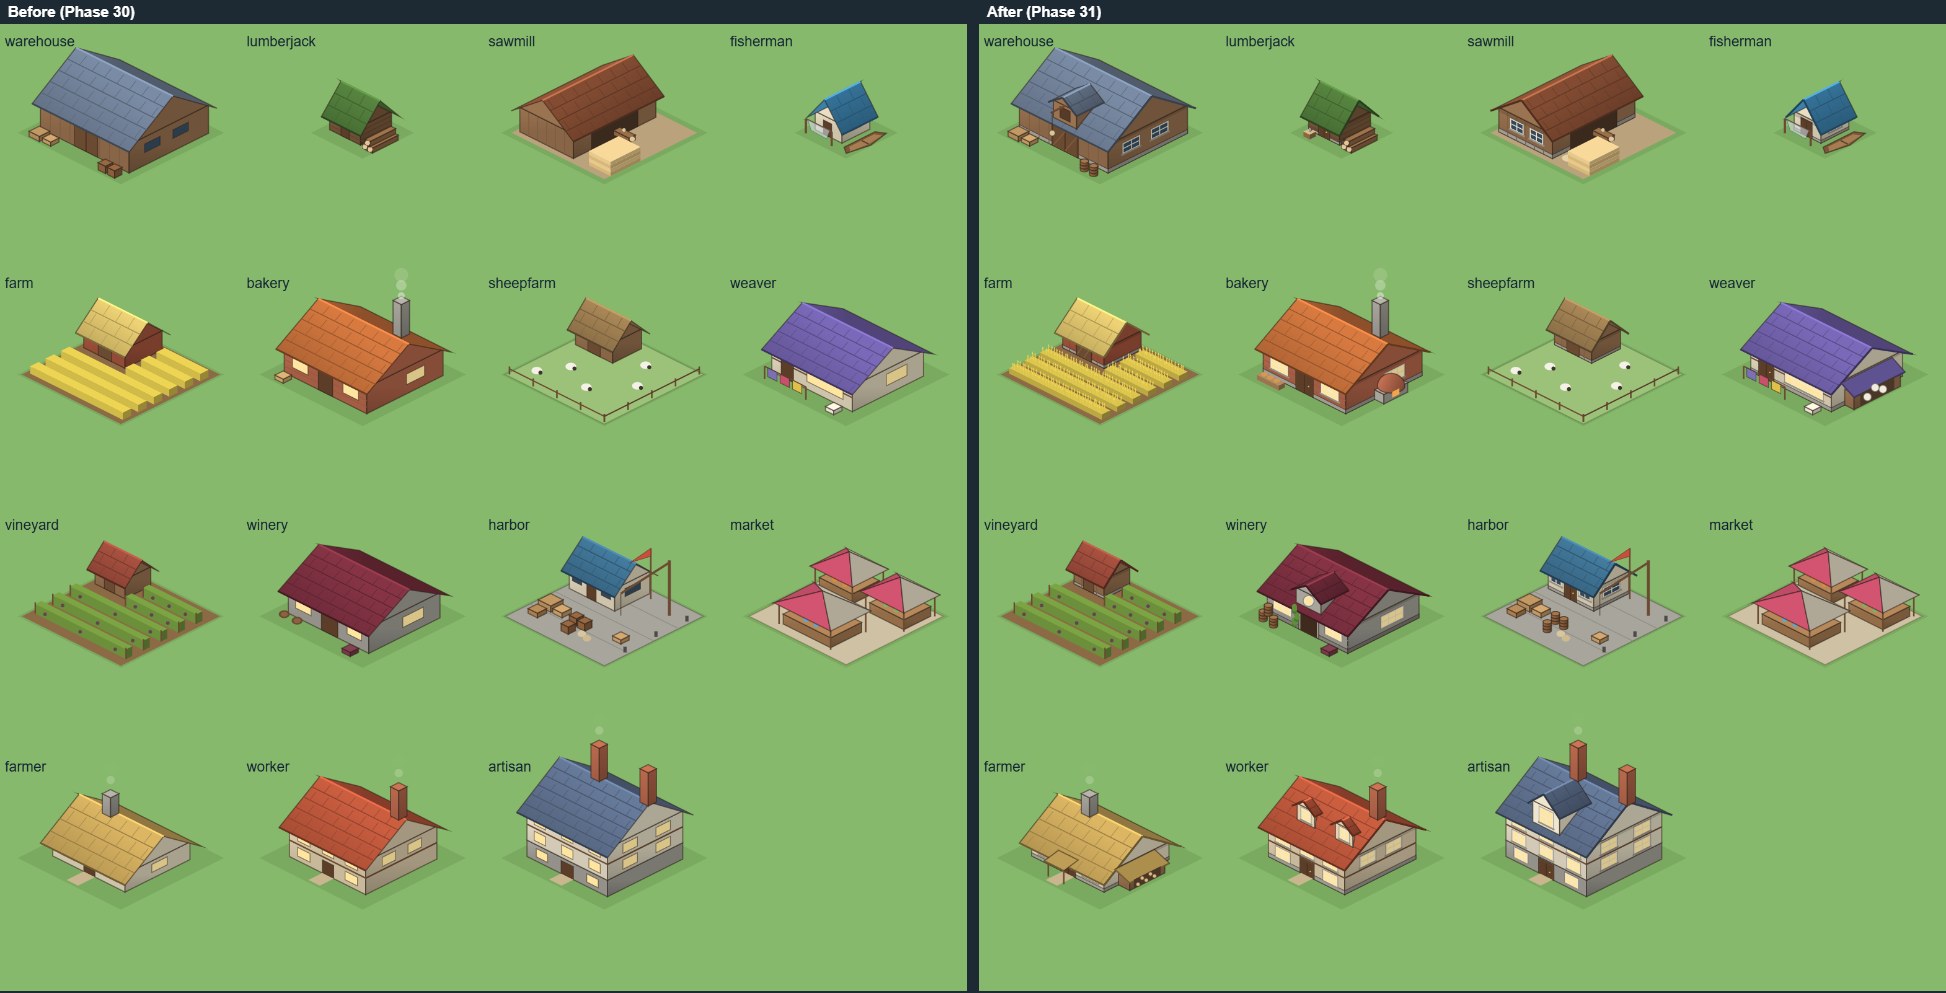 Before (Phase 30)
warehouse lumberjack sawmill fisherman
farm bakery sheepfarm weaver
vineyard winery harbor market
farmer worker artisan
After (Phase 31)
warehouse lumberjack sawmill fisherman
farm bakery sheepfarm weaver
vineyard winery harbor market
farmer worker artisan